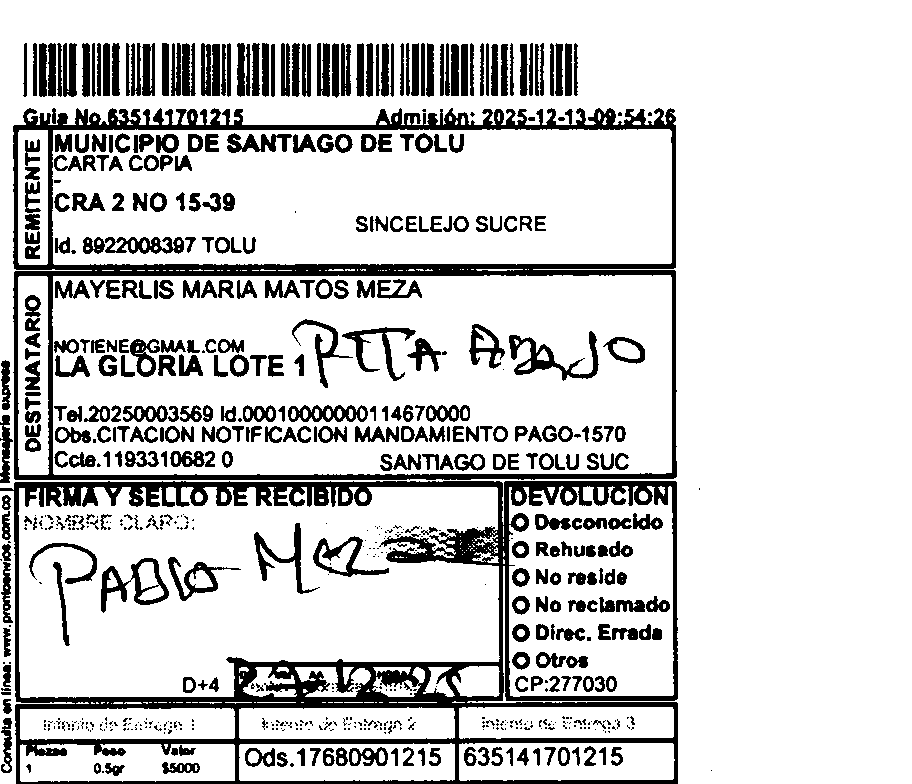 Guia No.635141701215 Admisión: 2025-12-13-09:54:26
REMITENTE
MUNICIPIO DE SANTIAGO DE TOLU
CARTA COPIA
-
CRA 2 NO 15-39
SINCELEJO SUCRE
Id. 8922008397 TOLU
DESTINATARIO
MAYERLIS MARIA MATOS MEZA
NOTIENE@GMAIL.COM
LA GLORIA LOTE 1 PITA ABAJO
Tel.20250003569 Id.000100000000114670000
Obs.CITACION NOTIFICACION MANDAMIENTO PAGO-1570
Ccte.1193310682 0 SANTIAGO DE TOLU SUC
Consulta en línea: www.prontoenvios.com.co | Mensajería express
FIRMA Y SELLO DE RECIBIDO
NOMBRE CLARO:
PABlo
D+4
DEVOLUCION
Desconocido
Rehusado
No reside
No reclamado
Direc. Errada
Otros
CP:277030
Intento de Entrega 1 Intento de Entrega 2 Intento de Entrega 3
Piezas Peso Valor
1 0.5gr $5000
Ods.17680901215 635141701215